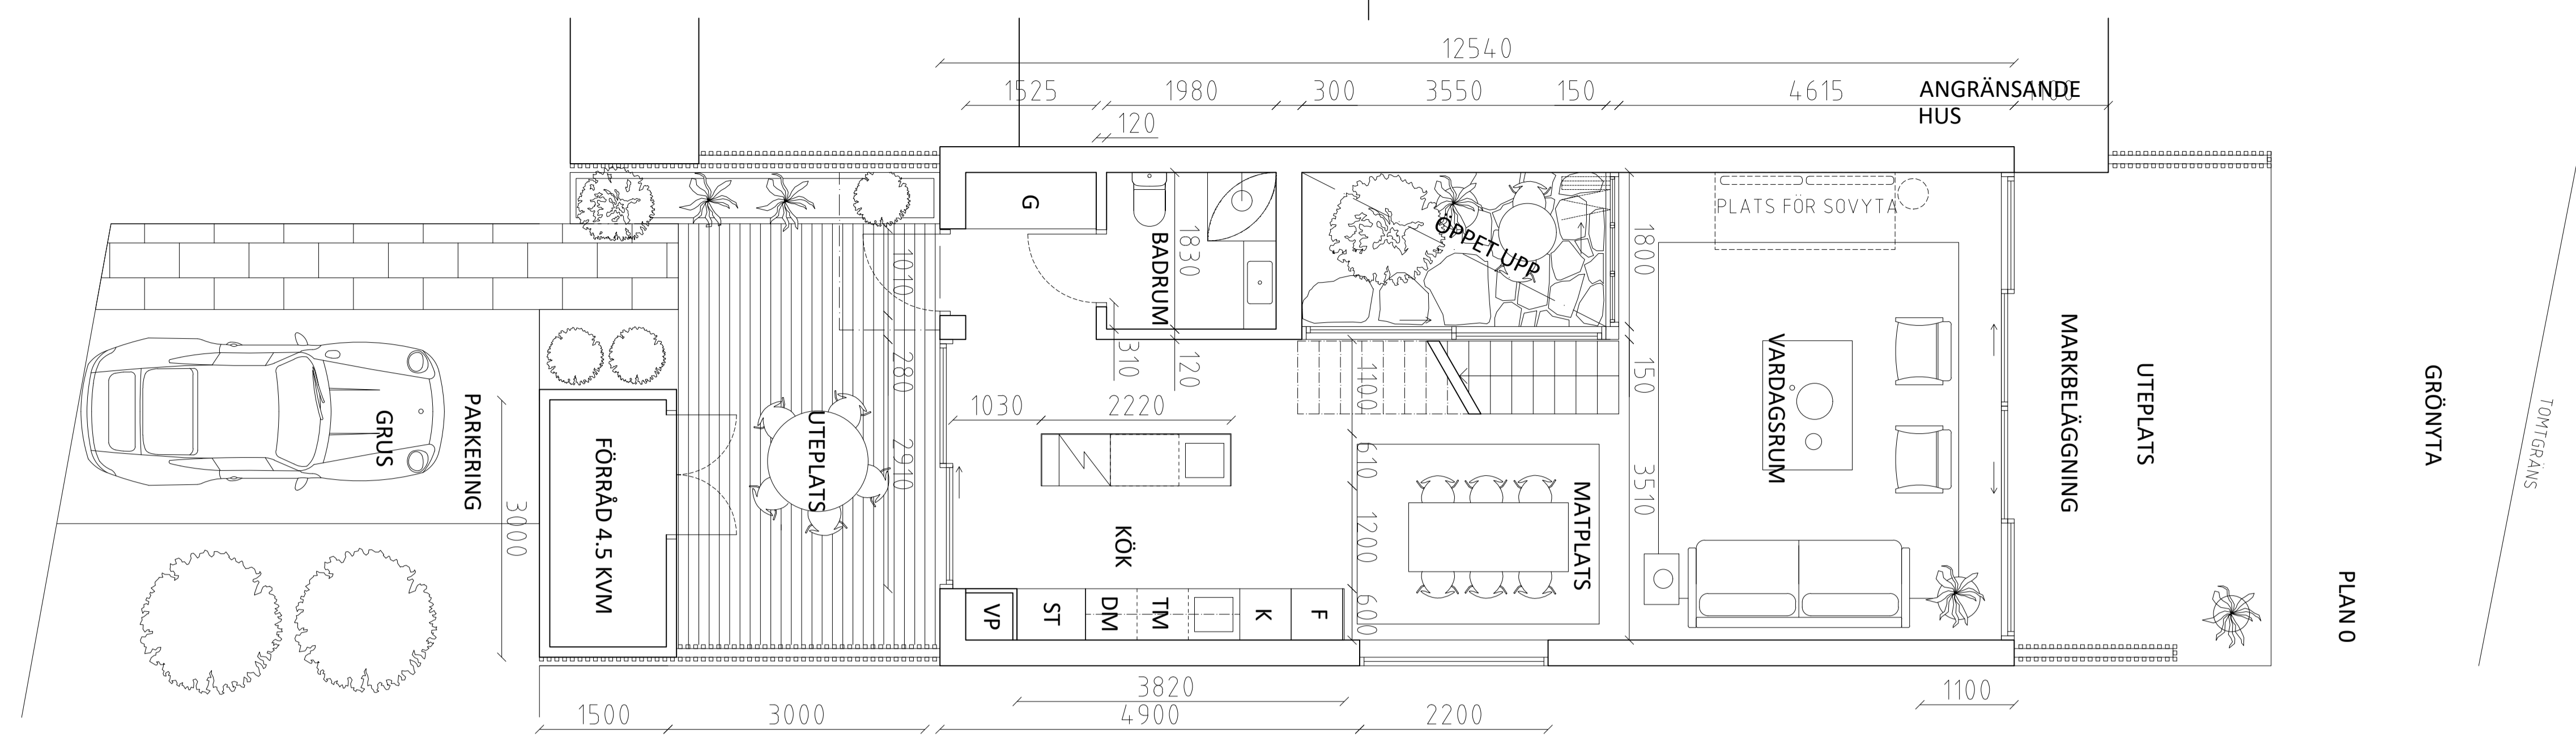 12540
1525
1980
300
3550
150
4615
ANGRÄNSANDE
HUS
1100
120
G
PLATS FÖR SOVYTA
ÖPPET UPP
BADRUM
1830
1010
1800
310
120
280
1100
150
1030
2220
VARDAGSRUM
MARKBELÄGGNING
UTEPLATS
GRÖNYTA
TOMTGRÄNS
GRUS
PARKERING
3000
FÖRRÅD 4.5 KVM
UTEPLATS
2910
610
3510
KÖK
1200
MATPLATS
600
VP
ST
DM
TM
K
F
PLAN 0
3820
1100
1500
3000
4900
2200